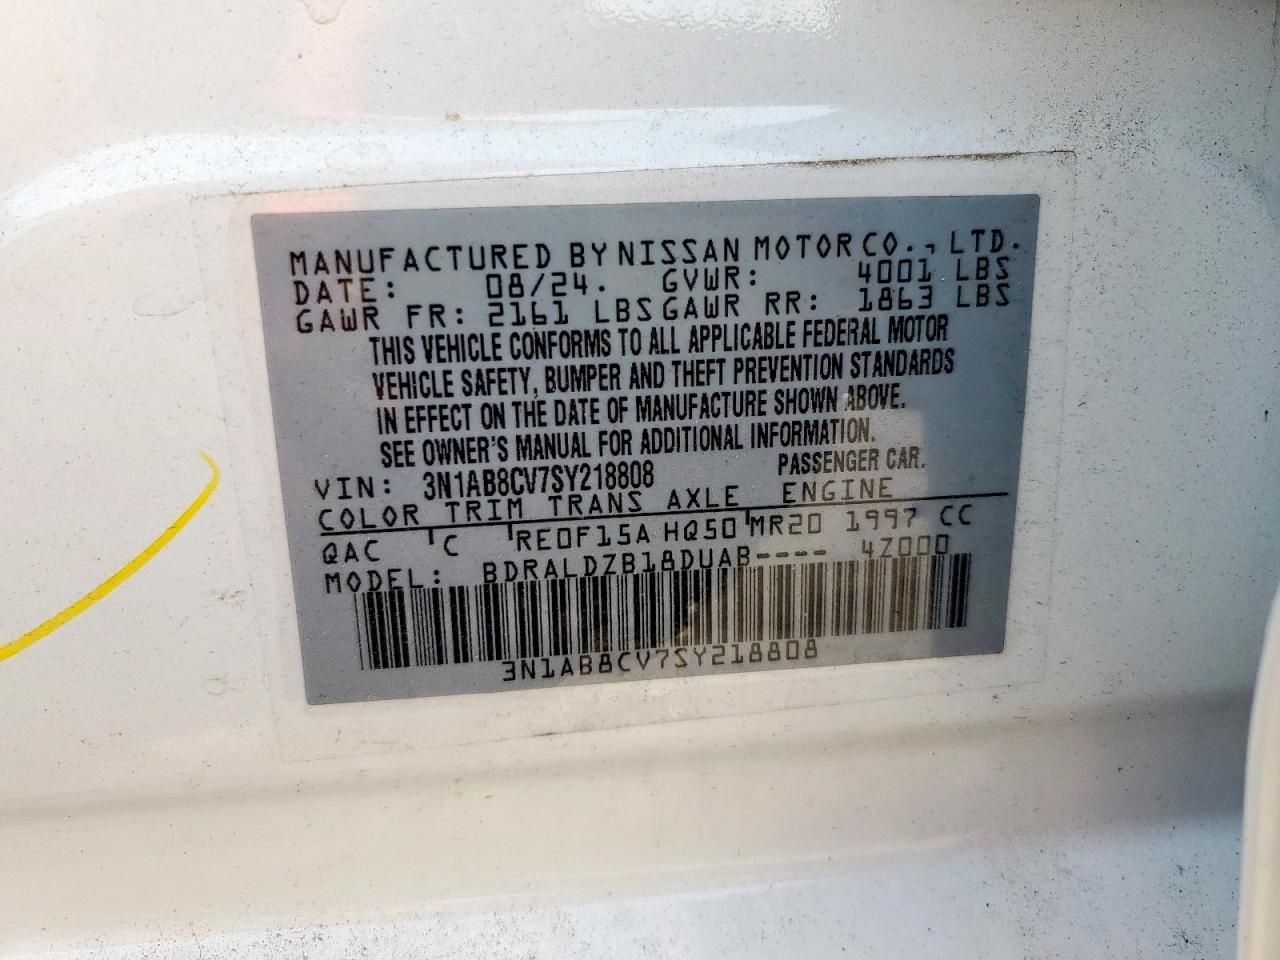 MANUFACTURED BY NISSAN MOTOR CO., LTD.
DATE: 08/24. GVWR: 4001 LBS
GAWR FR: 2161 LBS GAWR RR: 1863 LBS
THIS VEHICLE CONFORMS TO ALL APPLICABLE FEDERAL MOTOR
VEHICLE SAFETY, BUMPER AND THEFT PREVENTION STANDARDS
IN EFFECT ON THE DATE OF MANUFACTURE SHOWN ABOVE.
SEE OWNER'S MANUAL FOR ADDITIONAL INFORMATION.
VIN: 3N1AB8CV7SY218808 PASSENGER CAR.
COLOR TRIM TRANS AXLE ENGINE
QAC C RE0F15A HQ50 MR20 1997 CC
MODEL: BDRALDZB18DUAB---- 4Z000
3N1AB8CV7SY218808